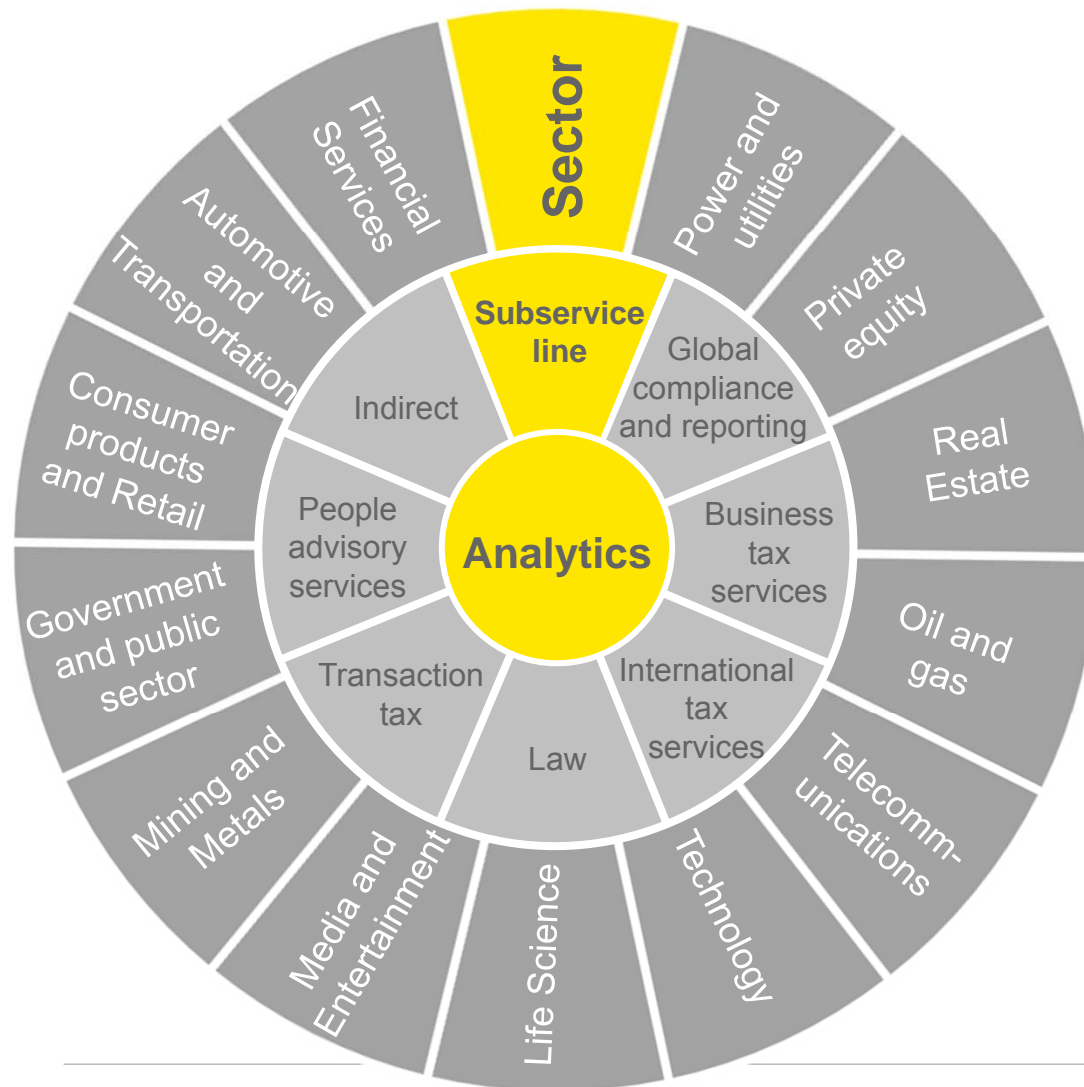 Sector
Power and
utilities
Private
equity
Real
Estate
Oil and
gas
Telecomm-
unications
Technology
Life Science
Media and
Entertainment
Mining and
Metals
Government
and public
sector
Consumer
products
and Retail
Automotive
and
Transportation
Financial
Services
Subservice
line
Global
compliance
and reporting
Business
tax
services
International
tax
services
Law
Transaction
tax
People
advisory
services
Indirect
Analytics